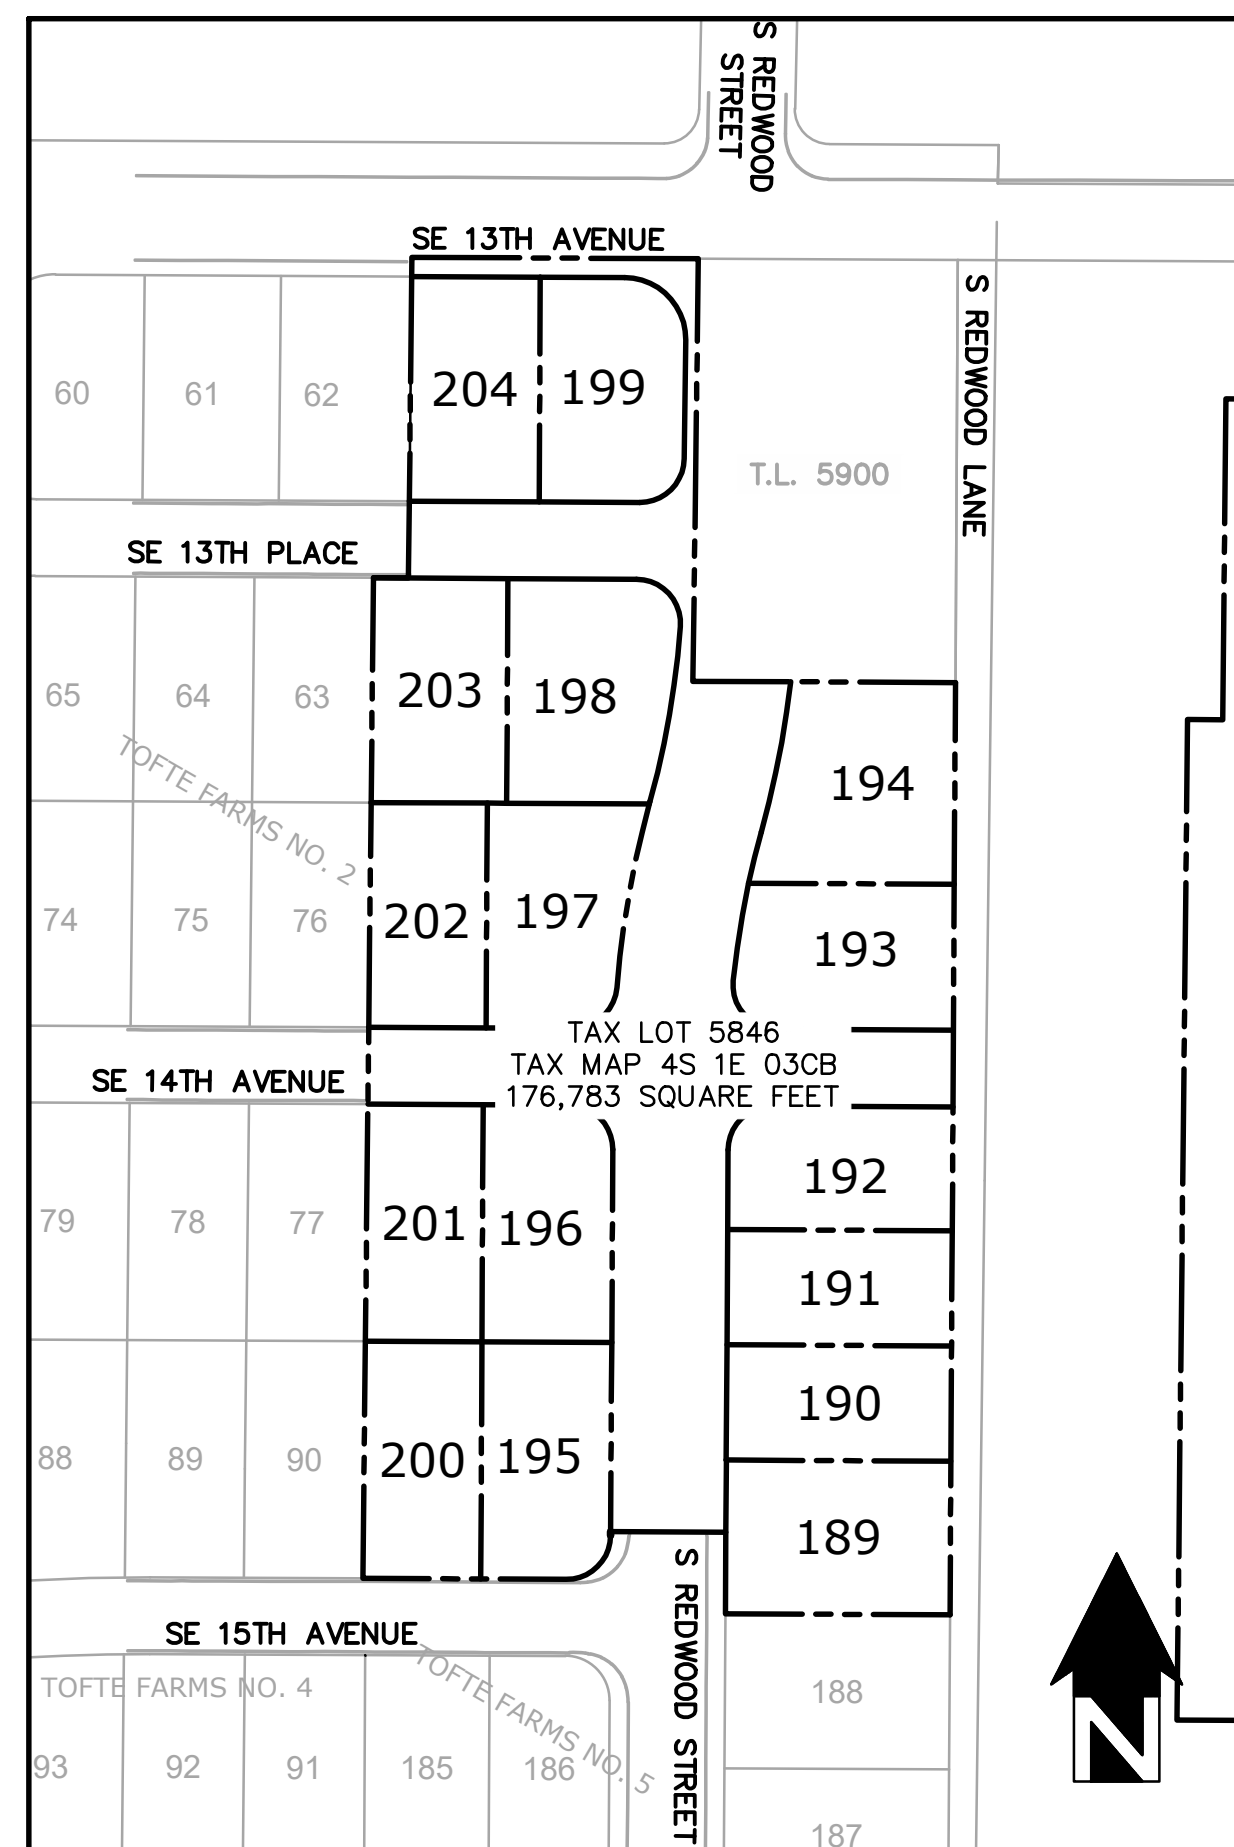 S REDWOOD
STREET
SE 13TH AVENUE
S REDWOOD LANE
60
61
62
204
199
T.L. 5900
SE 13TH PLACE
65
64
63
203
198
194
TOFTE FARMS NO. 2
74
75
76
202
197
193
TAX LOT 5846
TAX MAP 4S 1E 03CB
176,783 SQUARE FEET
SE 14TH AVENUE
79
78
77
201
196
192
191
190
88
89
90
200
195
189
S REDWOOD STREET
SE 15TH AVENUE
TOFTE FARMS NO. 4
TOFTE FARMS NO. 5
188
93
92
91
185
186
187
N